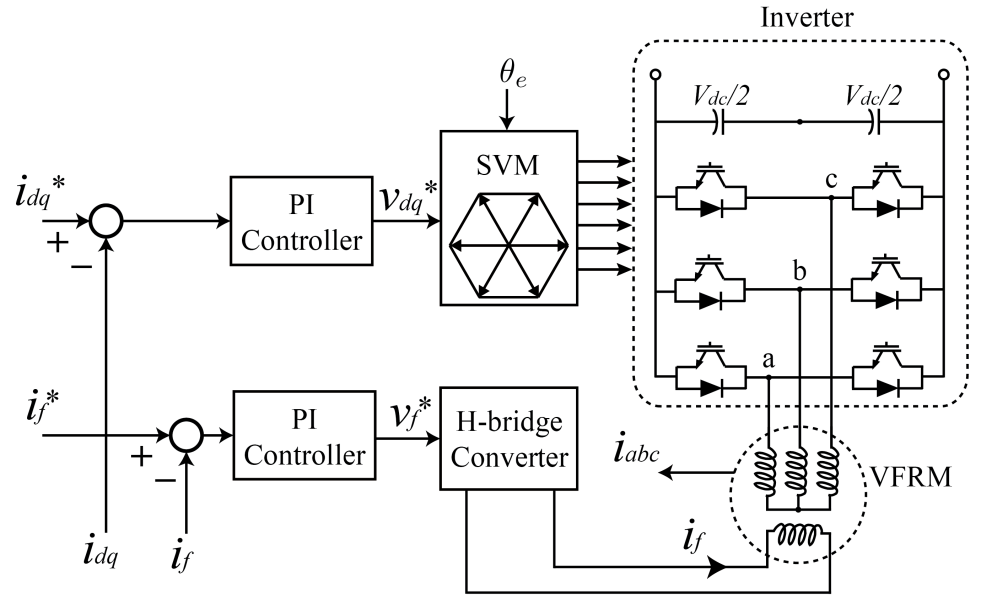 Inverter
θe
Vdc/2
Vdc/2
SVM
idq*
+
−
PI
Controller
vdq*
c
b
a
if*
+
−
PI
Controller
vf*
H-bridge
Converter
iabc
VFRM
idq
if
if